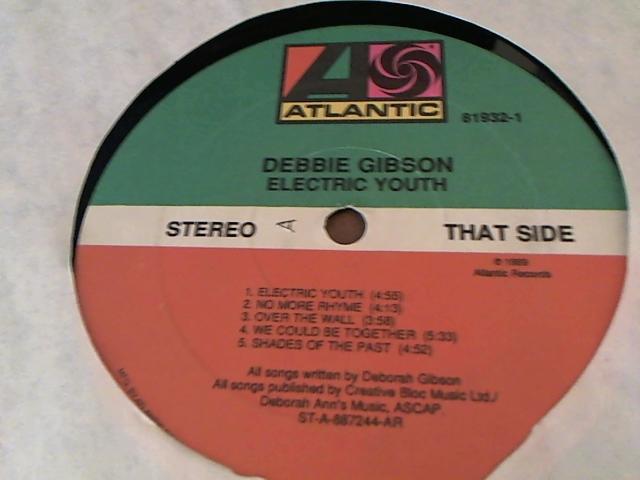 ATLANTIC
81932-1
DEBBIE GIBSON
ELECTRIC YOUTH
STEREO A THAT SIDE
℗ 1989
Atlantic Records
1. ELECTRIC YOUTH (4:55)
2. NO MORE RHYME (4:13)
3. OVER THE WALL (3:58)
4. WE COULD BE TOGETHER (5:33)
5. SHADES OF THE PAST (4:52)
All songs written by Deborah Gibson
All songs published by Creative Bloc Music Ltd./
Deborah Ann's Music, ASCAP
ST-A-887244-AR